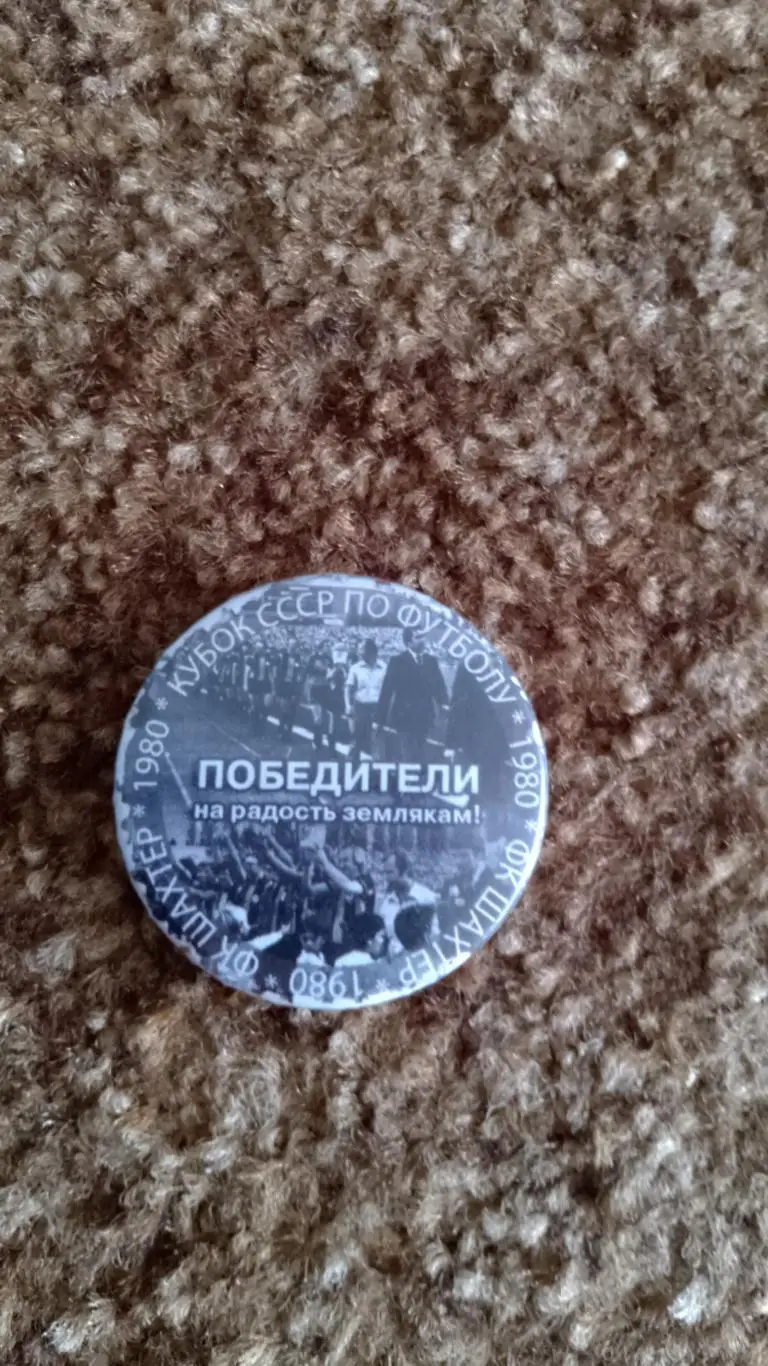 КУБОК СССР ПО ФУТБОЛУ * 1980 * ФК ШАХТЕР * 1980 * ФК ШАХТЕР * 1980 *
ПОБЕДИТЕЛИ
на радость землякам!